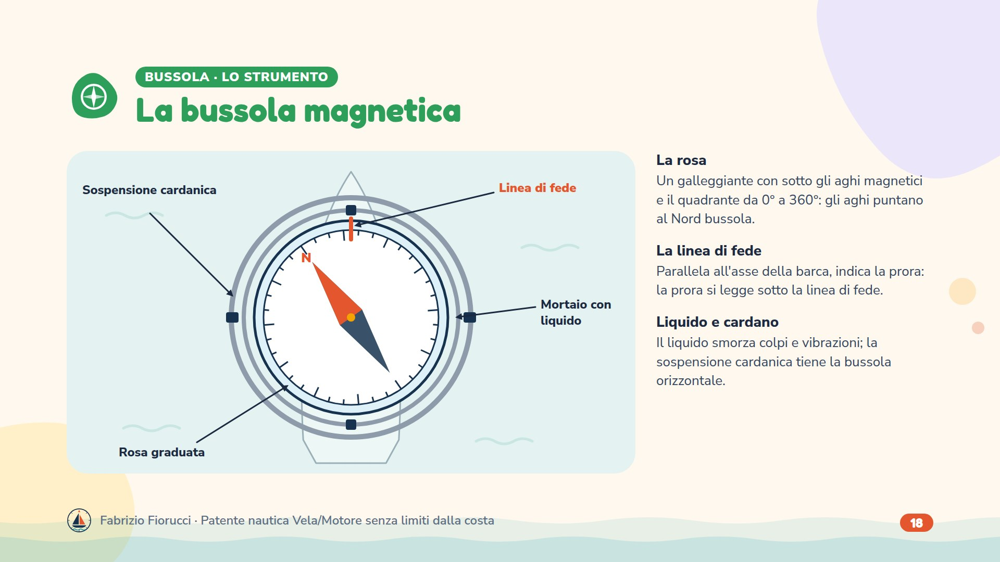 BUSSOLA · LO STRUMENTO
La bussola magnetica
Sospensione cardanica
Linea di fede
N
Mortaio con
liquido
Rosa graduata
La rosa
Un galleggiante con sotto gli aghi magnetici
e il quadrante da 0° a 360°: gli aghi puntano
al Nord bussola.
La linea di fede
Parallela all'asse della barca, indica la prora:
la prora si legge sotto la linea di fede.
Liquido e cardano
Il liquido smorza colpi e vibrazioni; la
sospensione cardanica tiene la bussola
orizzontale.
Fabrizio Fiorucci · Patente nautica Vela/Motore senza limiti dalla costa
18